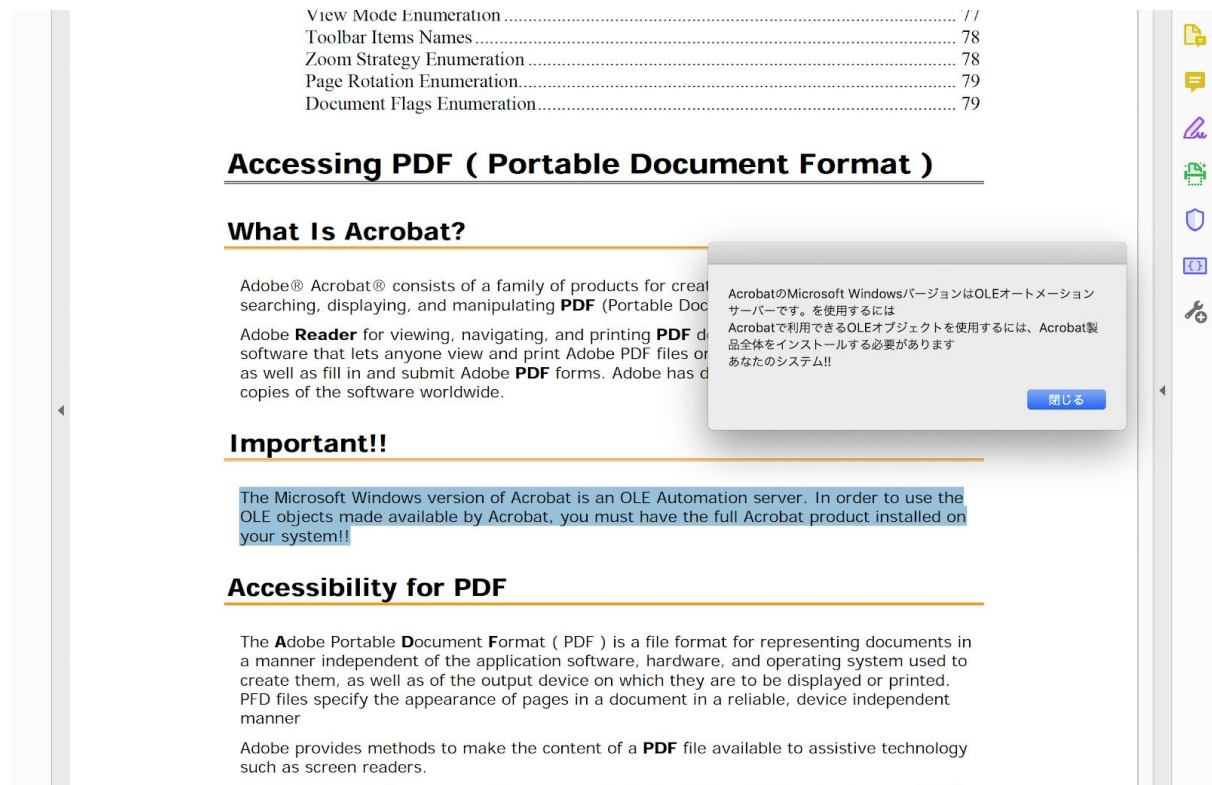 View Mode Enumeration ........ 77
Toolbar Items Names ........ 78
Zoom Strategy Enumeration ........ 78
Page Rotation Enumeration ........ 79
Document Flags Enumeration ........ 79
Accessing PDF ( Portable Document Format )
What Is Acrobat?
Adobe® Acrobat® consists of a family of products for
searching, displaying, and manipulating PDF (Portable
Adobe Reader for viewing, navigating, and printing PDF
software that lets anyone view and print Adobe PDF files
as well as fill in and submit Adobe PDF forms. Adobe has
copies of the software worldwide.
AcrobatのMicrosoft WindowsバージョンはOLEオートメーション
サーバーです。を使用するには
Acrobatで利用できるOLEオブジェクトを使用するには、Acrobat製
品全体をインストールする必要があります
あなたのシステム!!
閉じる
Important!!
The Microsoft Windows version of Acrobat is an OLE Automation server. In order to use the
OLE objects made available by Acrobat, you must have the full Acrobat product installed on
your system!!
Accessibility for PDF
The Adobe Portable Document Format ( PDF ) is a file format for representing documents in
a manner independent of the application software, hardware, and operating system used to
create them, as well as of the output device on which they are to be displayed or printed.
PFD files specify the appearance of pages in a document in a reliable, device independent
manner
Adobe provides methods to make the content of a PDF file available to assistive technology
such as screen readers.